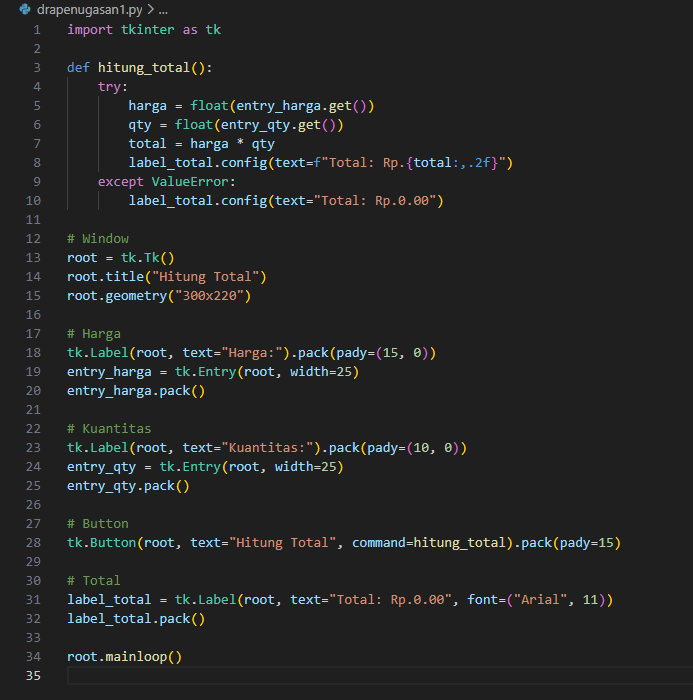 drapenugasan1.py > ...
1 import tkinter as tk
2
3 def hitung_total():
4     try:
5         harga = float(entry_harga.get())
6         qty = float(entry_qty.get())
7         total = harga * qty
8         label_total.config(text=f"Total: Rp.{total:,.2f}")
9     except ValueError:
10         label_total.config(text="Total: Rp.0.00")
11
12 # Window
13 root = tk.Tk()
14 root.title("Hitung Total")
15 root.geometry("300x220")
16
17 # Harga
18 tk.Label(root, text="Harga:").pack(pady=(15, 0))
19 entry_harga = tk.Entry(root, width=25)
20 entry_harga.pack()
21
22 # Kuantitas
23 tk.Label(root, text="Kuantitas:").pack(pady=(10, 0))
24 entry_qty = tk.Entry(root, width=25)
25 entry_qty.pack()
26
27 # Button
28 tk.Button(root, text="Hitung Total", command=hitung_total).pack(pady=15)
29
30 # Total
31 label_total = tk.Label(root, text="Total: Rp.0.00", font=("Arial", 11))
32 label_total.pack()
33
34 root.mainloop()
35